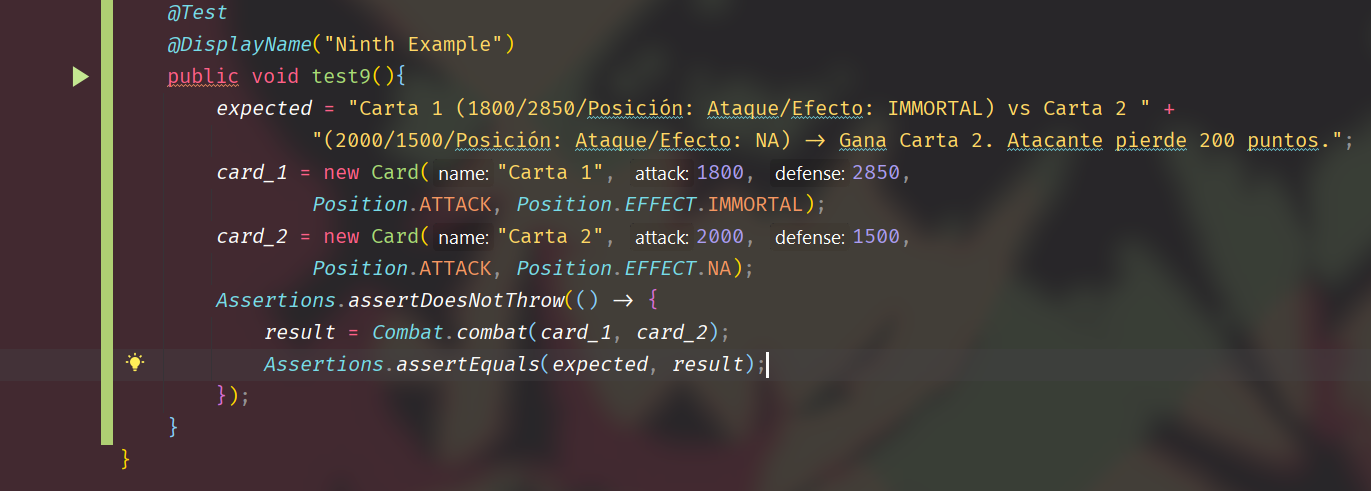 @Test
@DisplayName("Ninth Example")
public void test9(){
expected = "Carta 1 (1800/2850/Posición: Ataque/Efecto: IMMORTAL) vs Carta 2 " +
"(2000/1500/Posición: Ataque/Efecto: NA) → Gana Carta 2. Atacante pierde 200 puntos.";
card_1 = new Card( name: "Carta 1", attack: 1800, defense: 2850,
Position.ATTACK, Position.EFFECT.IMMORTAL);
card_2 = new Card( name: "Carta 2", attack: 2000, defense: 1500,
Position.ATTACK, Position.EFFECT.NA);
Assertions.assertDoesNotThrow(() → {
result = Combat.combat(card_1, card_2);
Assertions.assertEquals(expected, result);
});
}
}